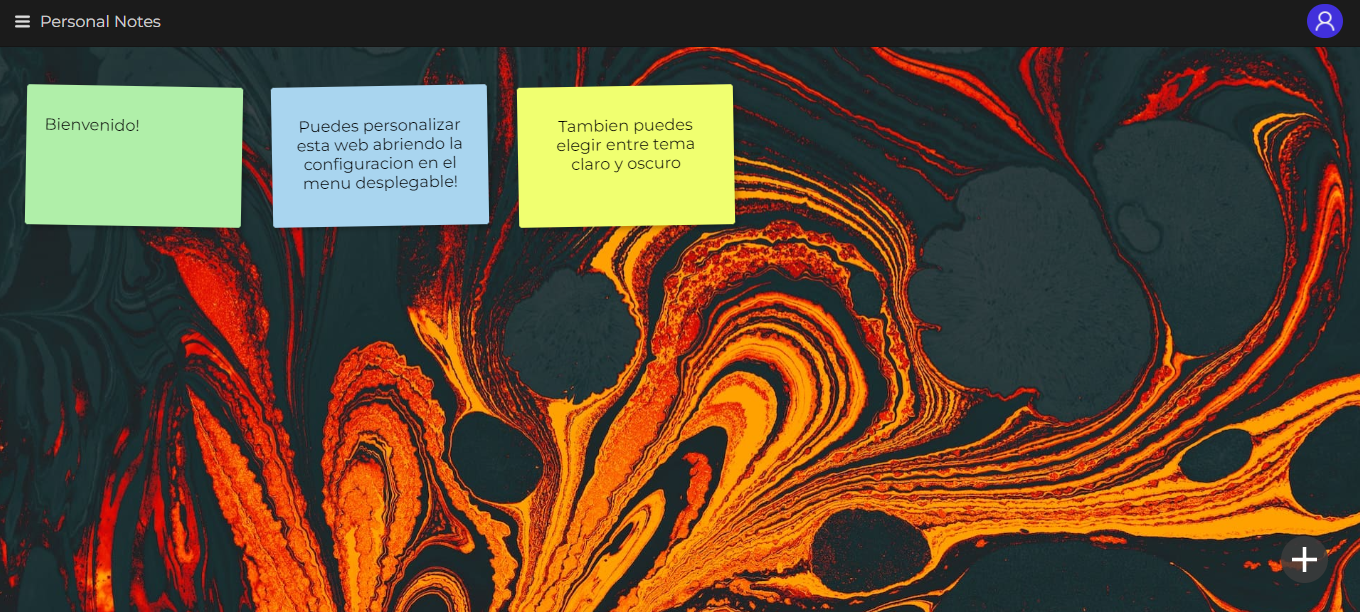 Personal Notes
Bienvenido!
Puedes personalizar
esta web abriendo la
configuracion en el
menu desplegable!
Tambien puedes
elegir entre tema
claro y oscuro